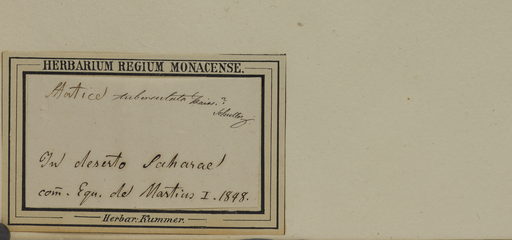 HERBARIUM REGIUM MONACENSE.
Statice
In deserto Saharae
com̃. Equ. de Martius I. 1848.
Herbar. Kummer.